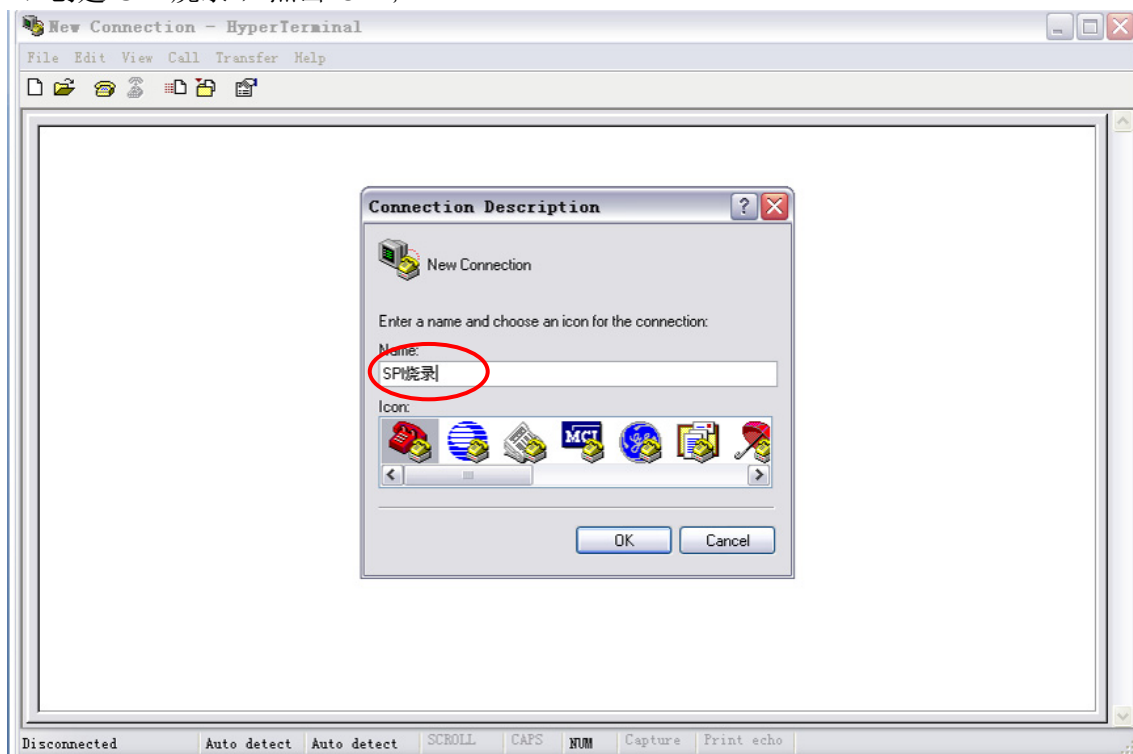 New Connection - HyperTerminal
File Edit View Call Transfer Help
Connection Description
New Connection
Enter a name and choose an icon for the connection:
Name:
SPI烧录
Icon:
MCI
OK Cancel
Disconnected Auto detect Auto detect SCROLL CAPS NUM Capture Print echo